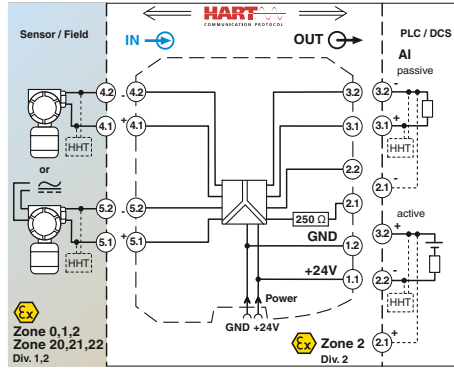 HART
COMMUNICATION PROTOCOL
Sensor / Field
IN
OUT
PLC / DCS
AI
passive
4.2
-
4.2
3.2
3.2
-
4.1
+
4.1
3.1
3.1
+
HHT
HHT
or
2.2
2.1
-
5.2
-
5.2
2.1
active
250 Ω
GND
3.2
+
5.1
+
5.1
1.2
HHT
+24V
1.1
2.2
-
HHT
Power
GND +24V
2.1
+
Ex
Zone 0,1,2
Zone 20,21,22
Div. 1,2
Ex
Zone 2
Div. 2